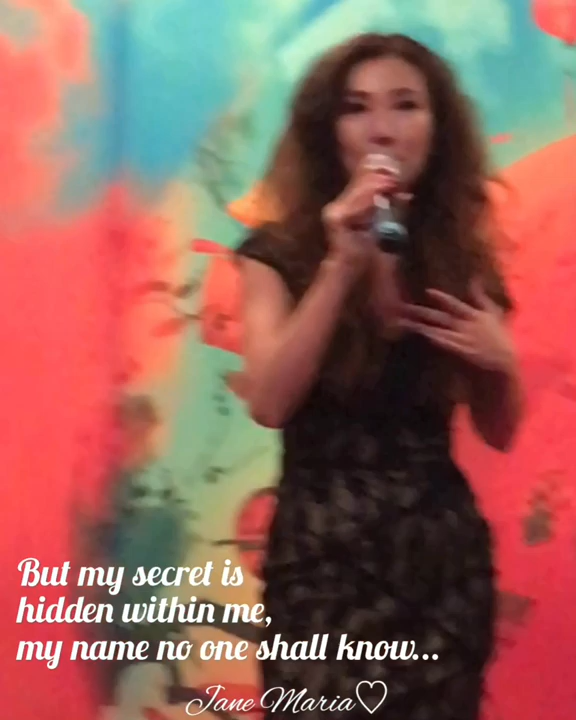 But my secret is
hidden within me,
my name no one shall know...
Jane Maria♡